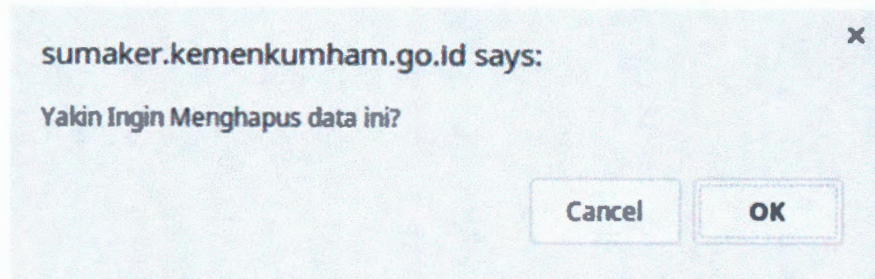 sumaker.kemenkumham.go.id says:
Yakin Ingin Menghapus data ini?
Cancel
OK